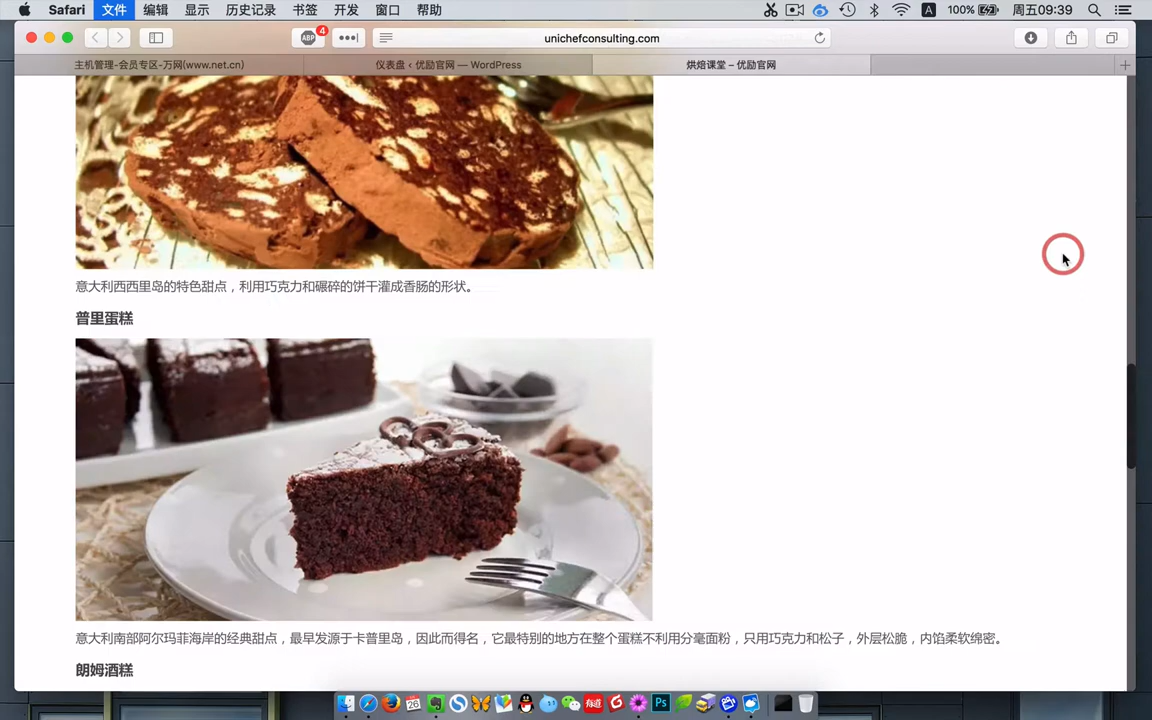 Safari 文件 编辑 显示 历史记录 书签 开发 窗口 帮助 A 100% 周五09:39
ABP 4 unichefconsulting.com
主机管理-会员专区-万网(www.net.cn) 仪表盘 ‹ 优励官网 — WordPress 烘焙课堂 – 优励官网
意大利西西里岛的特色甜点，利用巧克力和碾碎的饼干灌成香肠的形状。
普里蛋糕
意大利南部阿尔玛菲海岸的经典甜点，最早发源于卡普里岛，因此而得名，它最特别的地方在整个蛋糕不利用分毫面粉，只用巧克力和松子，外层松脆，内馅柔软绵密。
朗姆酒糕
26 有道 Ps